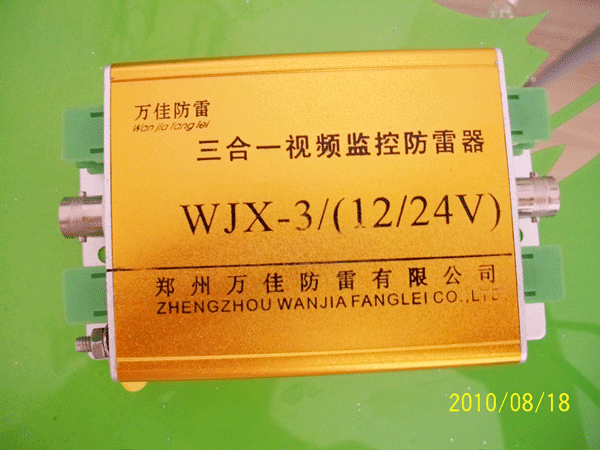 万佳防雷
Wan jia fang lei
三合一视频监控防雷器
WJX-3/(12/24V)
郑州万佳防雷有限公司
ZHENGZHOU WANJIA FANGLEI CO.,LTD
2010/08/18